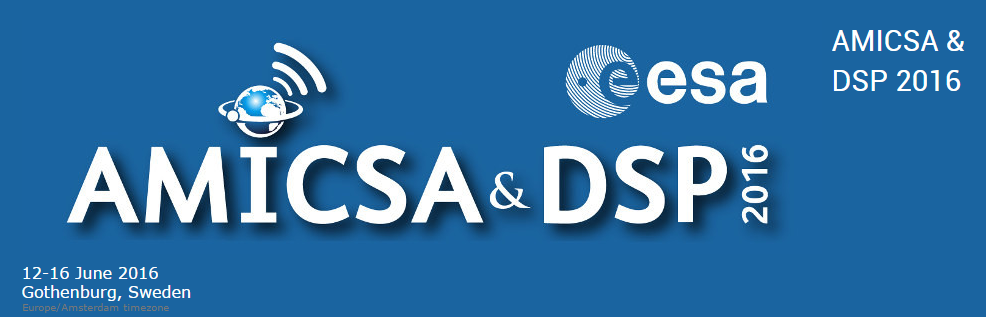 esa
AMICSA & DSP 2016
AMICSA &
DSP 2016
12-16 June 2016
Gothenburg, Sweden
Europe/Amsterdam timezone